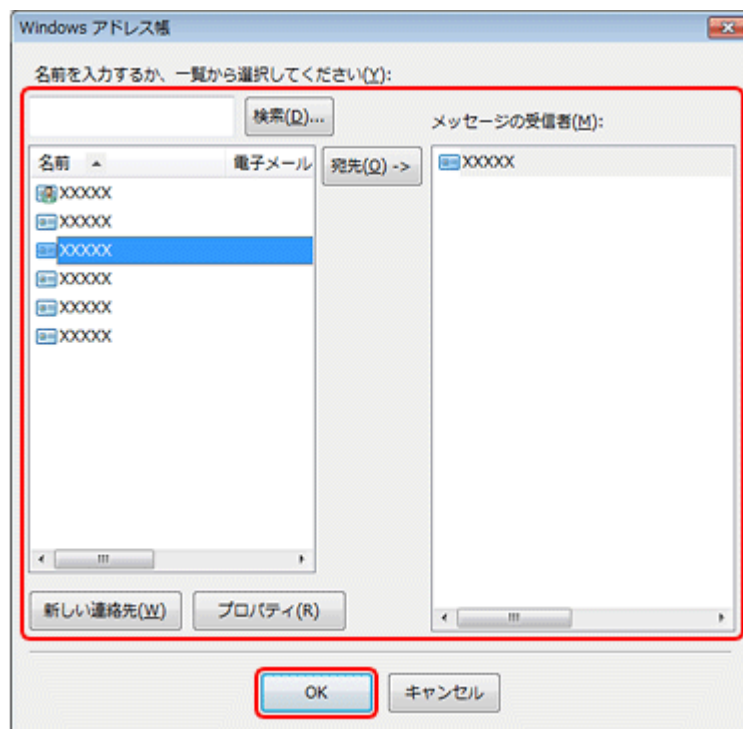 Windows アドレス帳
名前を入力するか、一覧から選択してください(Y):
検索(D)...
メッセージの受信者(M):
名前 電子メール
宛先(O) ->
XXXXX
XXXXX
XXXXX
XXXXX
XXXXX
XXXXX
XXXXX
新しい連絡先(W) プロパティ(R)
OK キャンセル